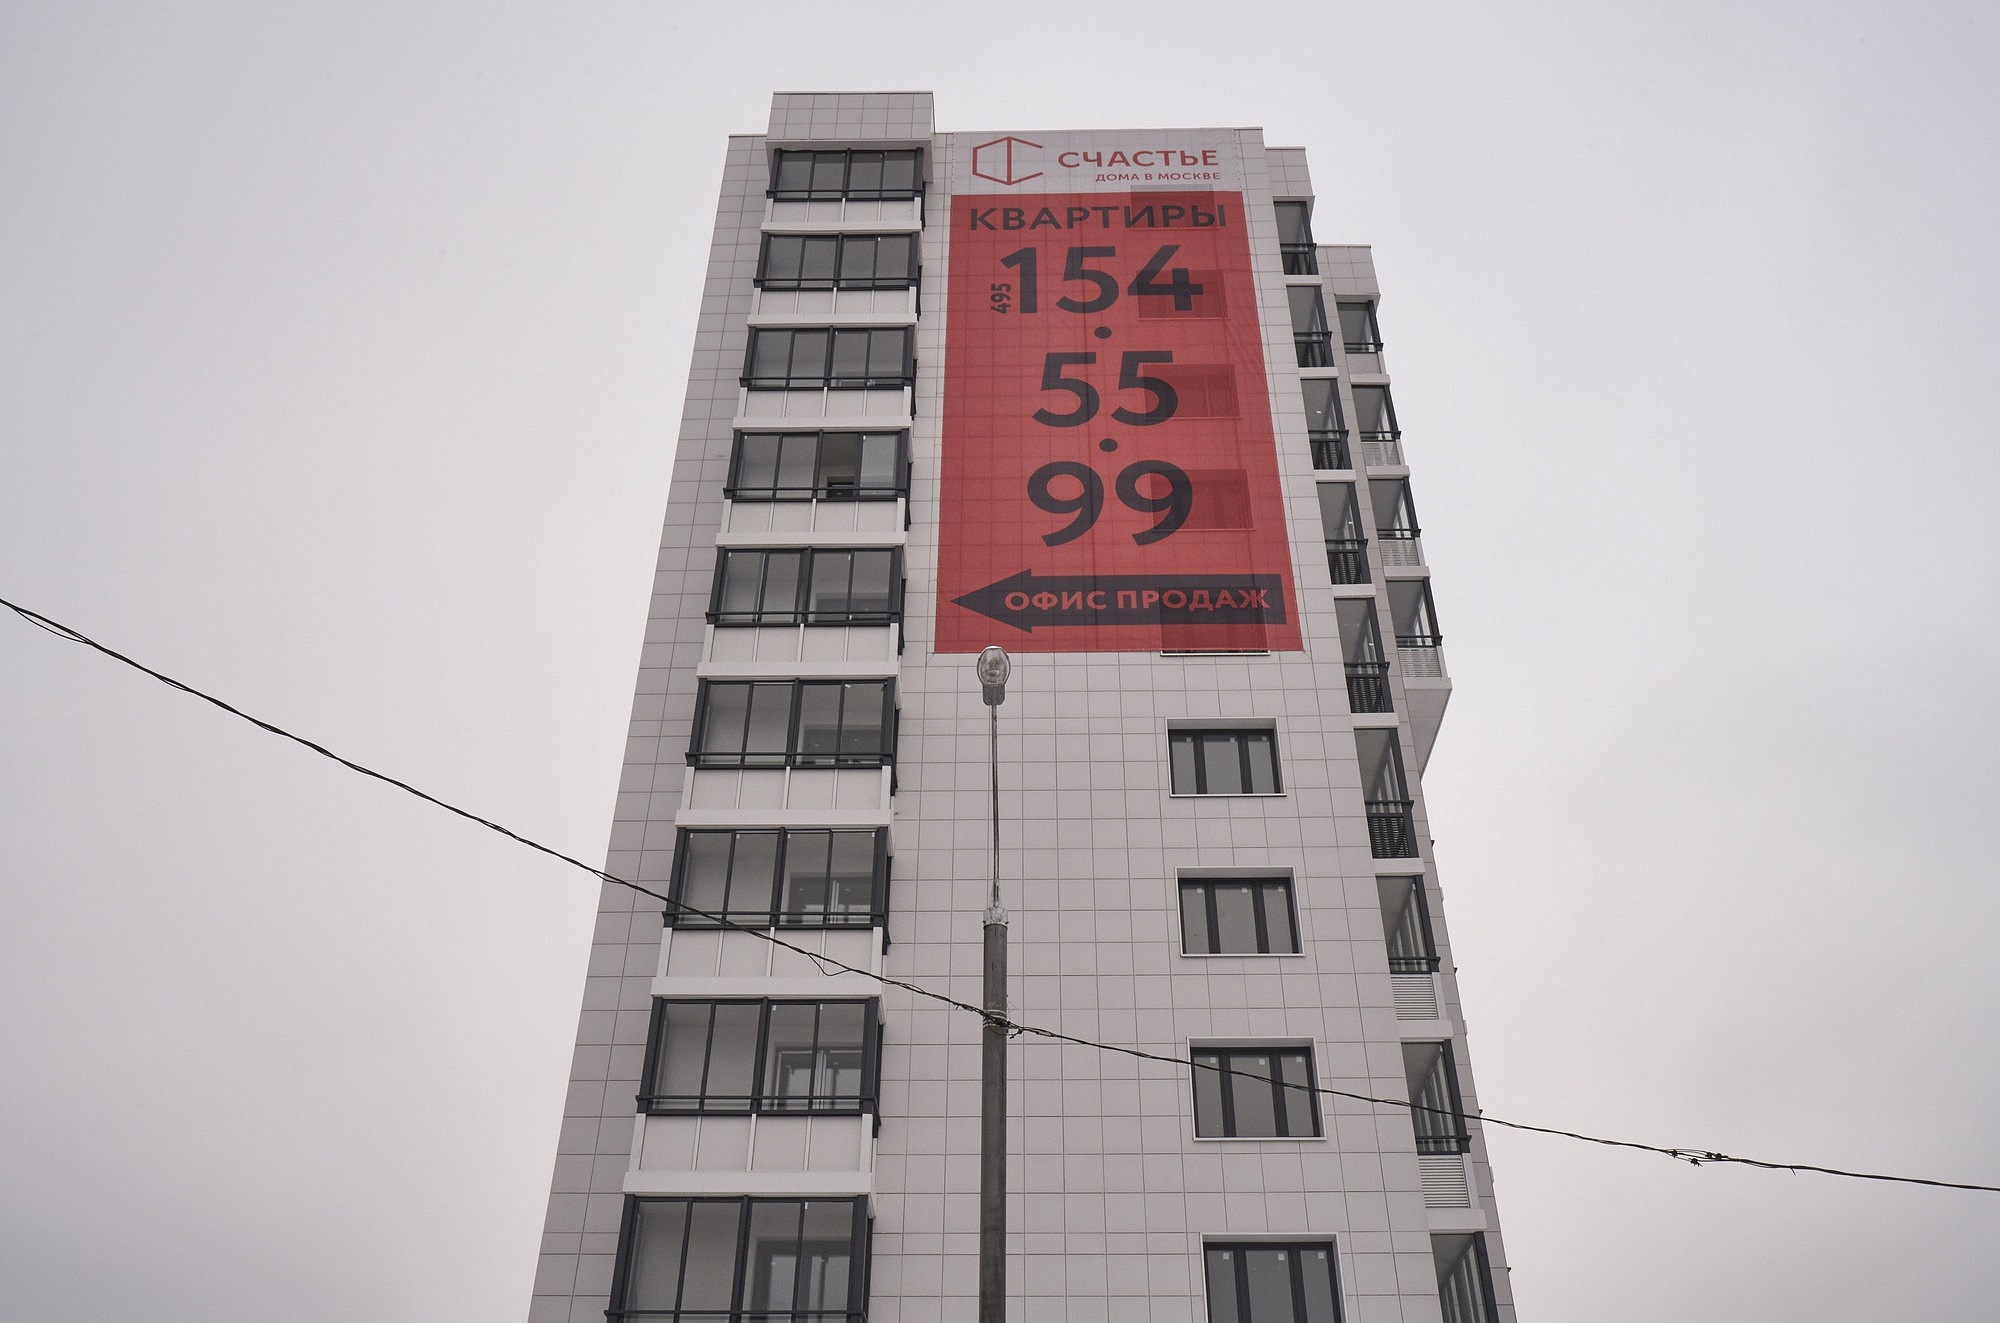 СЧАСТЬЕ
ДОМА В МОСКВЕ
КВАРТИРЫ
495 154
55
99
ОФИС ПРОДАЖ